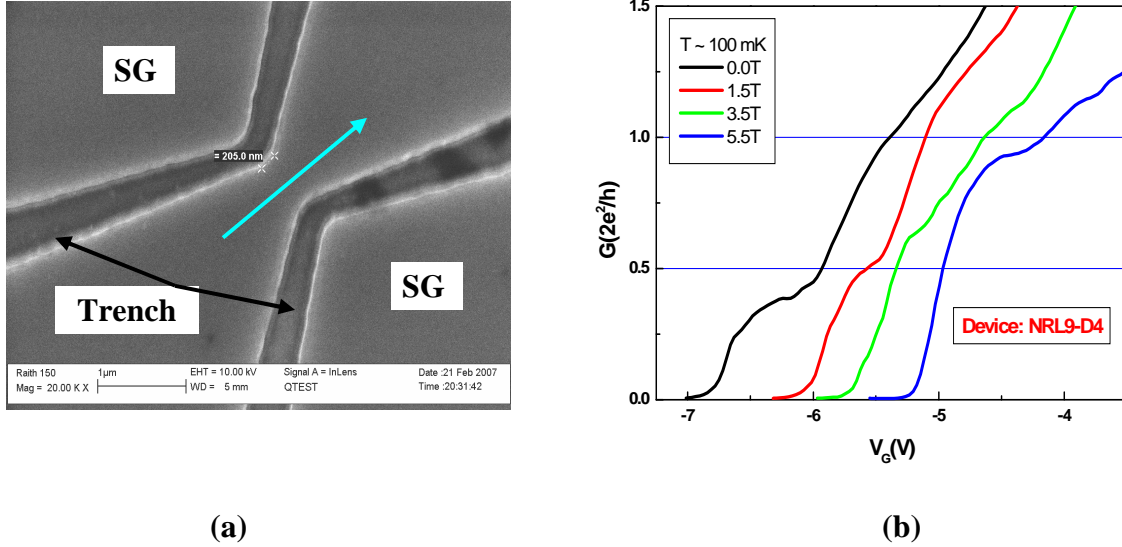 SG
= 205.0 nm
SG
Trench
Raith 150
1µm
EHT = 10.00 kV
Signal A = InLens
Date :21 Feb 2007
Mag = 20.00 K X
WD = 5 mm
QTEST
Time :20:31:42
(a)
1.5
1.0
0.5
0.0
G(2e²/h)
T ~ 100 mK
0.0T
1.5T
3.5T
5.5T
Device: NRL9-D4
-7
-6
-5
-4
V_G(V)
(b)